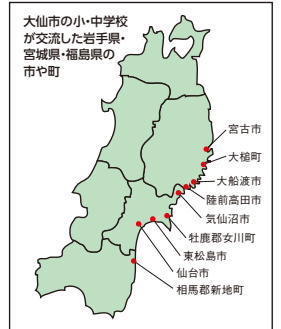 大仙市の小・中学校
が交流した岩手県・
宮城県・福島県の
市や町
宮古市
大槌町
大船渡市
陸前高田市
気仙沼市
牡鹿郡女川町
東松島市
仙台市
相馬郡新地町